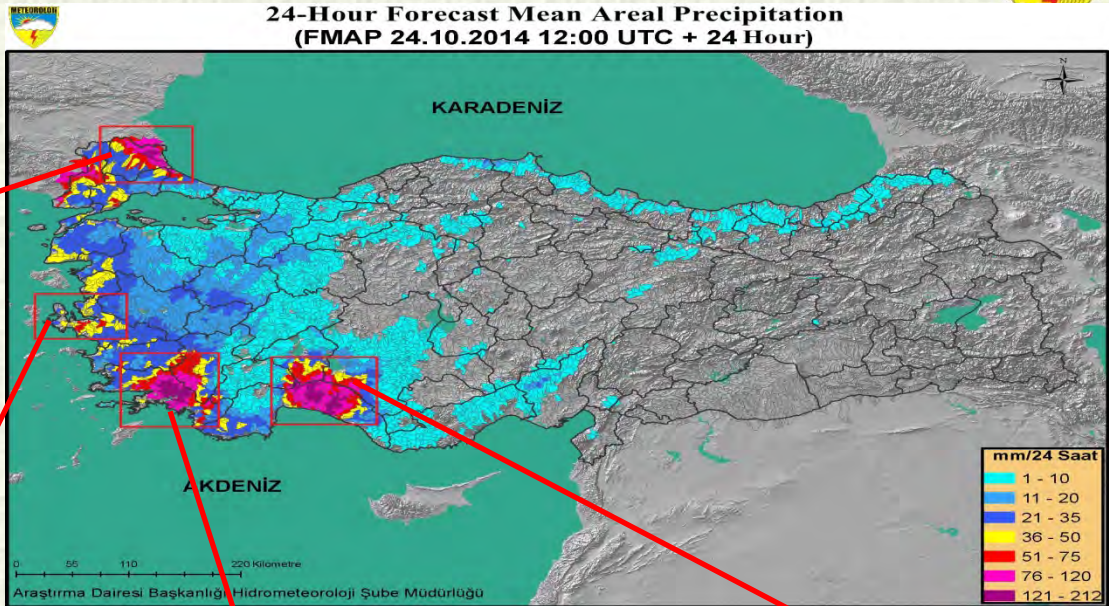 METEOROLOJI
24-Hour Forecast Mean Areal Precipitation
(FMAP 24.10.2014 12:00 UTC + 24 Hour)
N
KARADENİZ
AKDENİZ
mm/24 Saat
1 - 10
11 - 20
21 - 35
36 - 50
51 - 75
76 - 120
121 - 212
0 55 110 220 Kilometre
Araştırma Dairesi Başkanlığı Hidrometeoroloji Şube Müdürlüğü